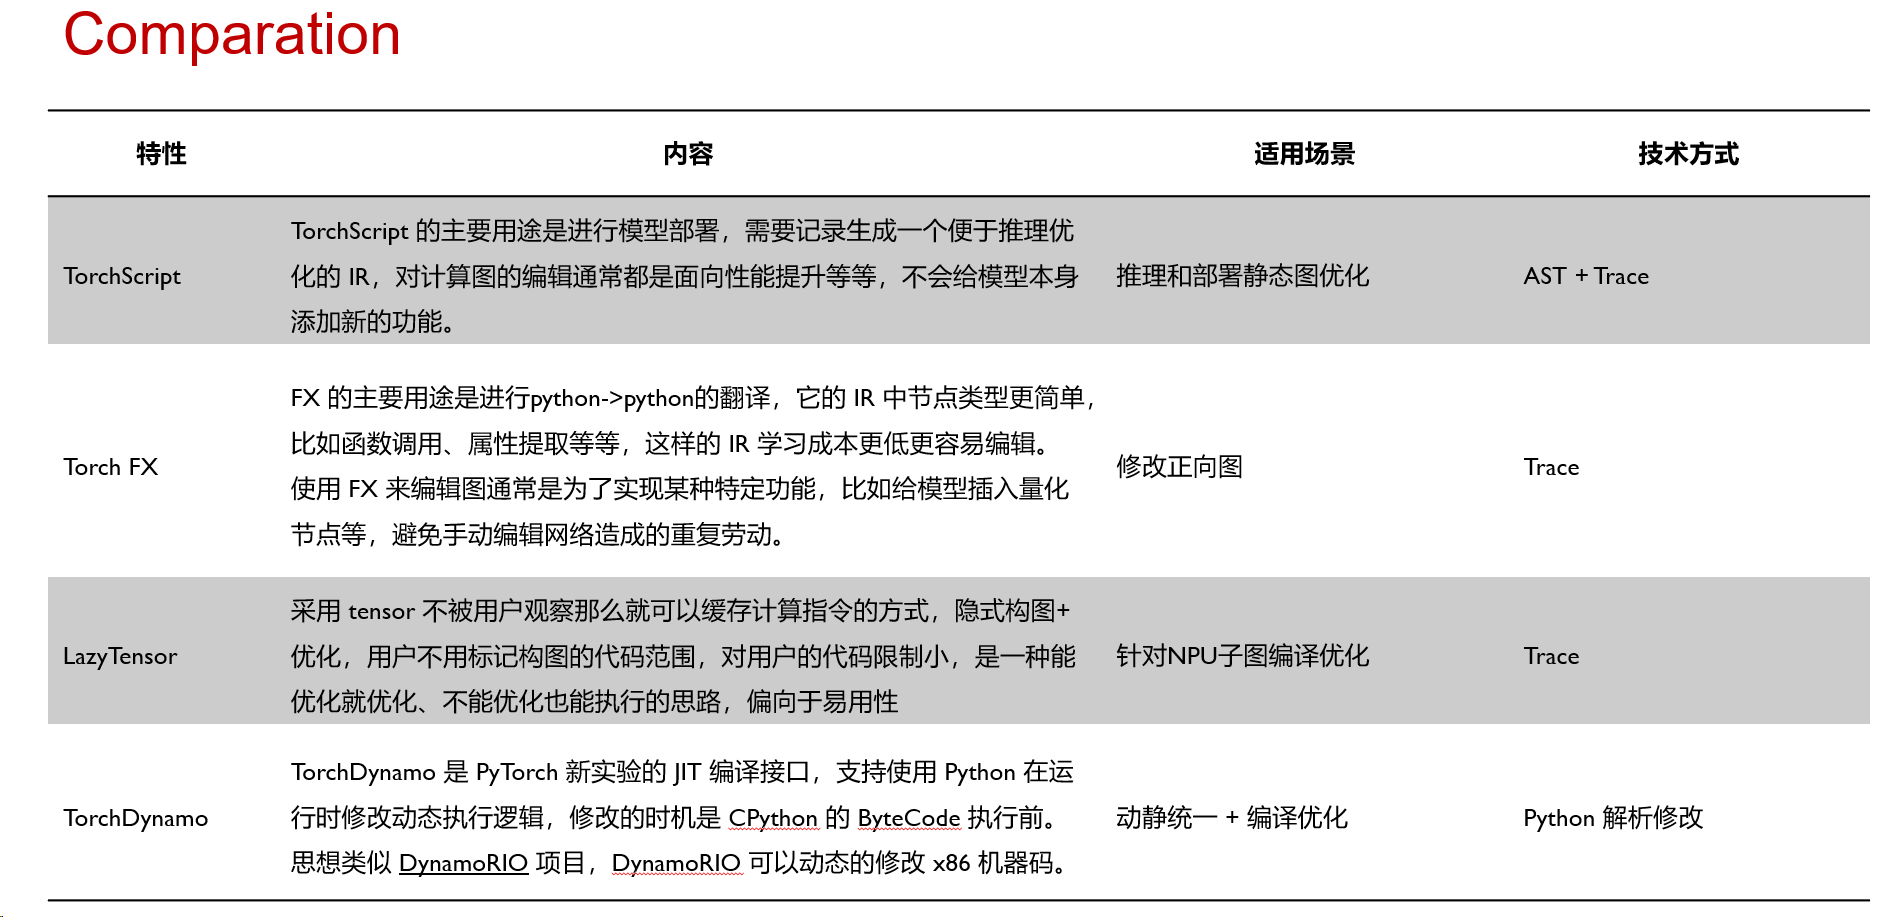 Comparation
特性 内容 适用场景 技术方式
TorchScript 的主要用途是进行模型部署，需要记录生成一个便于推理优
TorchScript 化的 IR，对计算图的编辑通常都是面向性能提升等等，不会给模型本身 推理和部署静态图优化 AST + Trace
添加新的功能。
FX 的主要用途是进行python->python的翻译，它的 IR 中节点类型更简单，
比如函数调用、属性提取等等，这样的 IR 学习成本更低更容易编辑。
Torch FX 修改正向图 Trace
使用 FX 来编辑图通常是为了实现某种特定功能，比如给模型插入量化
节点等，避免手动编辑网络造成的重复劳动。
采用 tensor 不被用户观察那么就可以缓存计算指令的方式，隐式构图+
LazyTensor 优化，用户不用标记构图的代码范围，对用户的代码限制小，是一种能 针对NPU子图编译优化 Trace
优化就优化、不能优化也能执行的思路，偏向于易用性
TorchDynamo 是 PyTorch 新实验的 JIT 编译接口，支持使用 Python 在运
TorchDynamo 行时修改动态执行逻辑，修改的时机是 CPython 的 ByteCode 执行前。 动静统一 + 编译优化 Python 解析修改
思想类似 DynamoRIO 项目，DynamoRIO 可以动态的修改 x86 机器码。